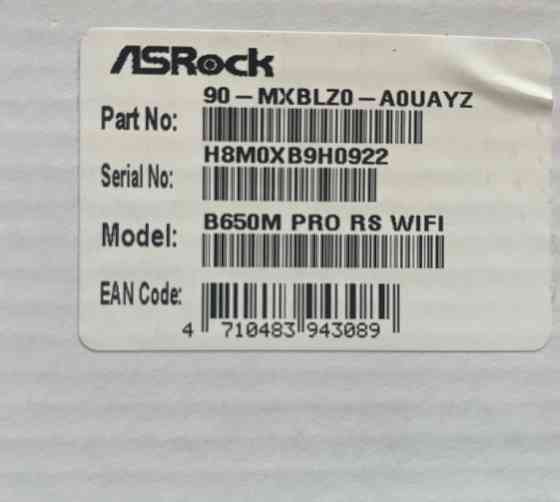 ASRock
Part No: 90-MXBLZ0-A0UAYZ
Serial No: H8M0XB9H0922
Model: B650M PRO RS WIFI
EAN Code: 4 710483 943089